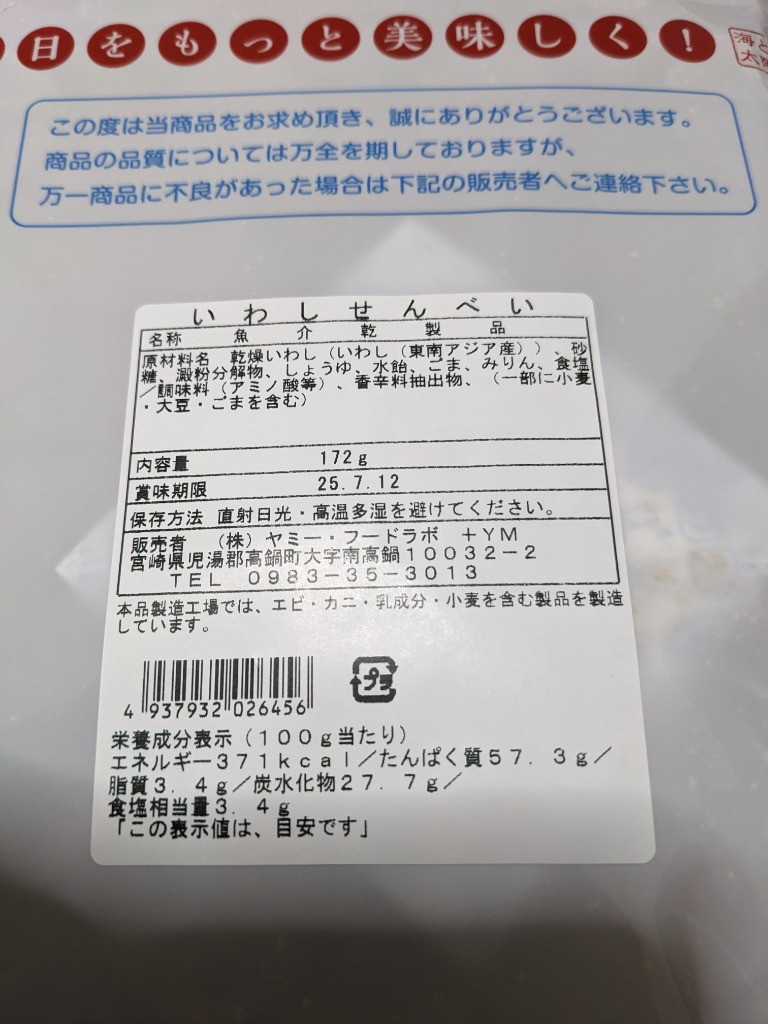 日をもっと美味しく!
海と
太陽
この度は当商品をお求め頂き、誠にありがとうございます。
商品の品質については万全を期しておりますが、
万一商品に不良があった場合は下記の販売者へご連絡下さい。
いわしせんべい
名称 魚介乾製品
原材料名 乾燥いわし(いわし(東南アジア産))、砂
糖、澱粉分解物、しょうゆ、水飴、ごま、みりん、食塩
/調味料(アミノ酸等)、香辛料抽出物、(一部に小麦
・大豆・ごまを含む)
内容量 172g
賞味期限 25.7.12
保存方法 直射日光・高温多湿を避けてください。
販売者 (株)ヤミー・フードラボ +YM
宮崎県児湯郡高鍋町大字南高鍋10032-2
TEL 0983-35-3013
本品製造工場では、エビ・カニ・乳成分・小麦を含む製品を製造
しています。
プラ
4 937932 026456
栄養成分表示(100g当たり)
エネルギー371kcal/たんぱく質57.3g/
脂質3.4g/炭水化物27.7g/
食塩相当量3.4g
「この表示値は、目安です」